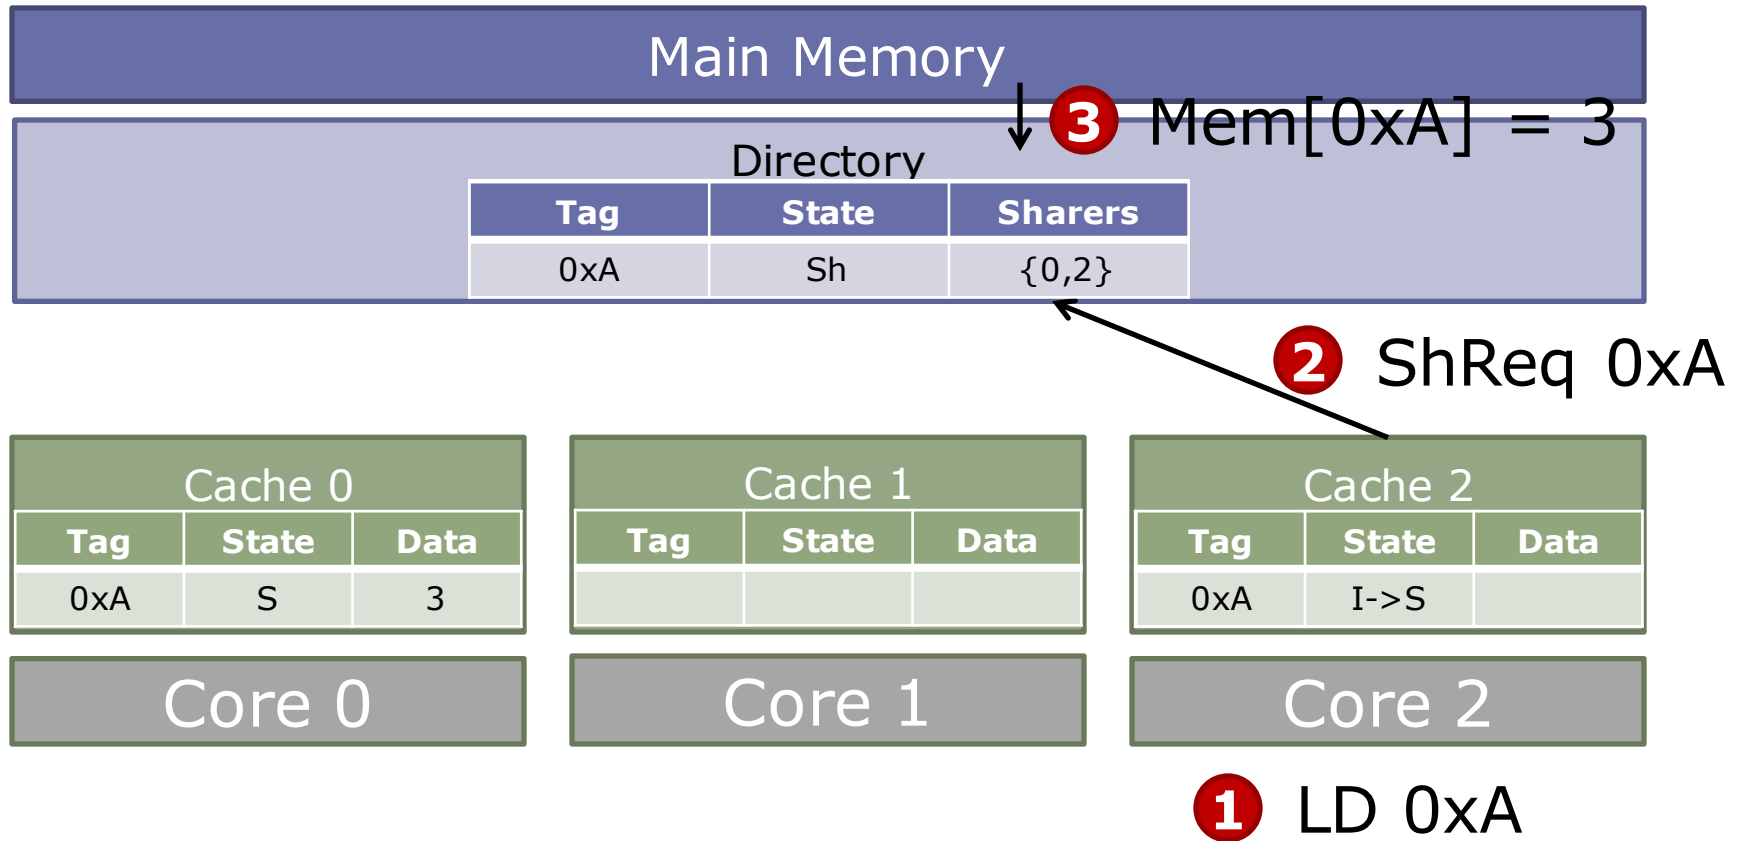 Main Memory
3 Mem[0xA] = 3
Directory
Tag State Sharers
0xA Sh {0,2}
2 ShReq 0xA
Cache 0 Cache 1 Cache 2
Tag State Data Tag State Data Tag State Data
0xA S 3 0xA I->S
Core 0 Core 1 Core 2
1 LD 0xA